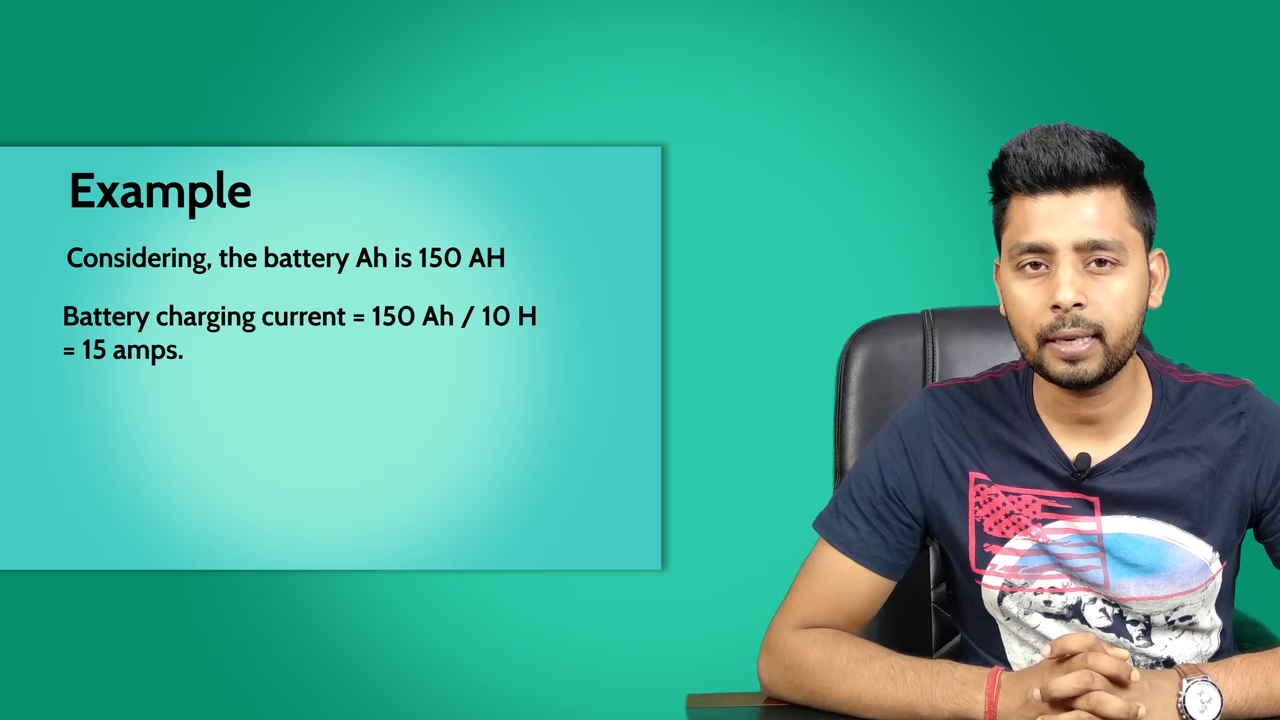 Example
Considering, the battery Ah is 150 AH
Battery charging current = 150 Ah / 10 H
= 15 amps.